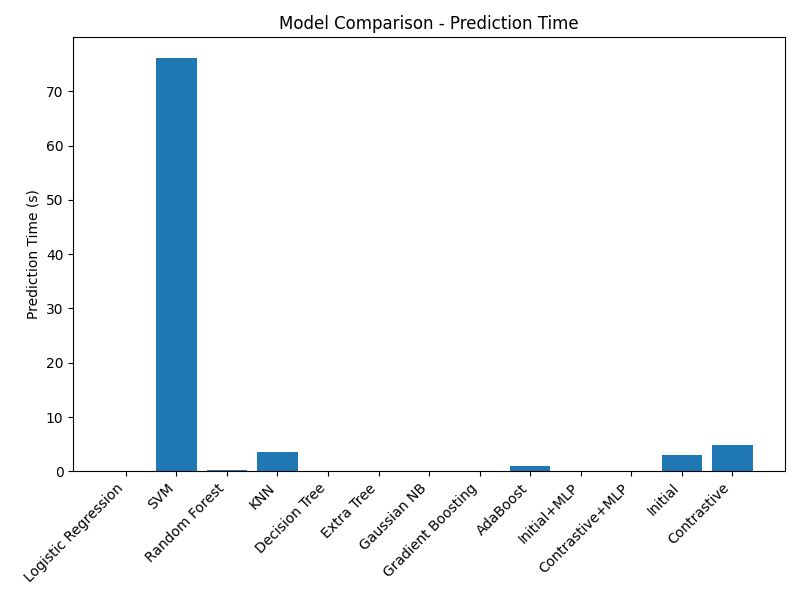 Model Comparison - Prediction Time
Prediction Time (s)
70
60
50
40
30
20
10
0
Logistic Regression
SVM
Random Forest
KNN
Decision Tree
Extra Tree
Gaussian NB
Gradient Boosting
AdaBoost
Initial+MLP
Contrastive+MLP
Initial
Contrastive